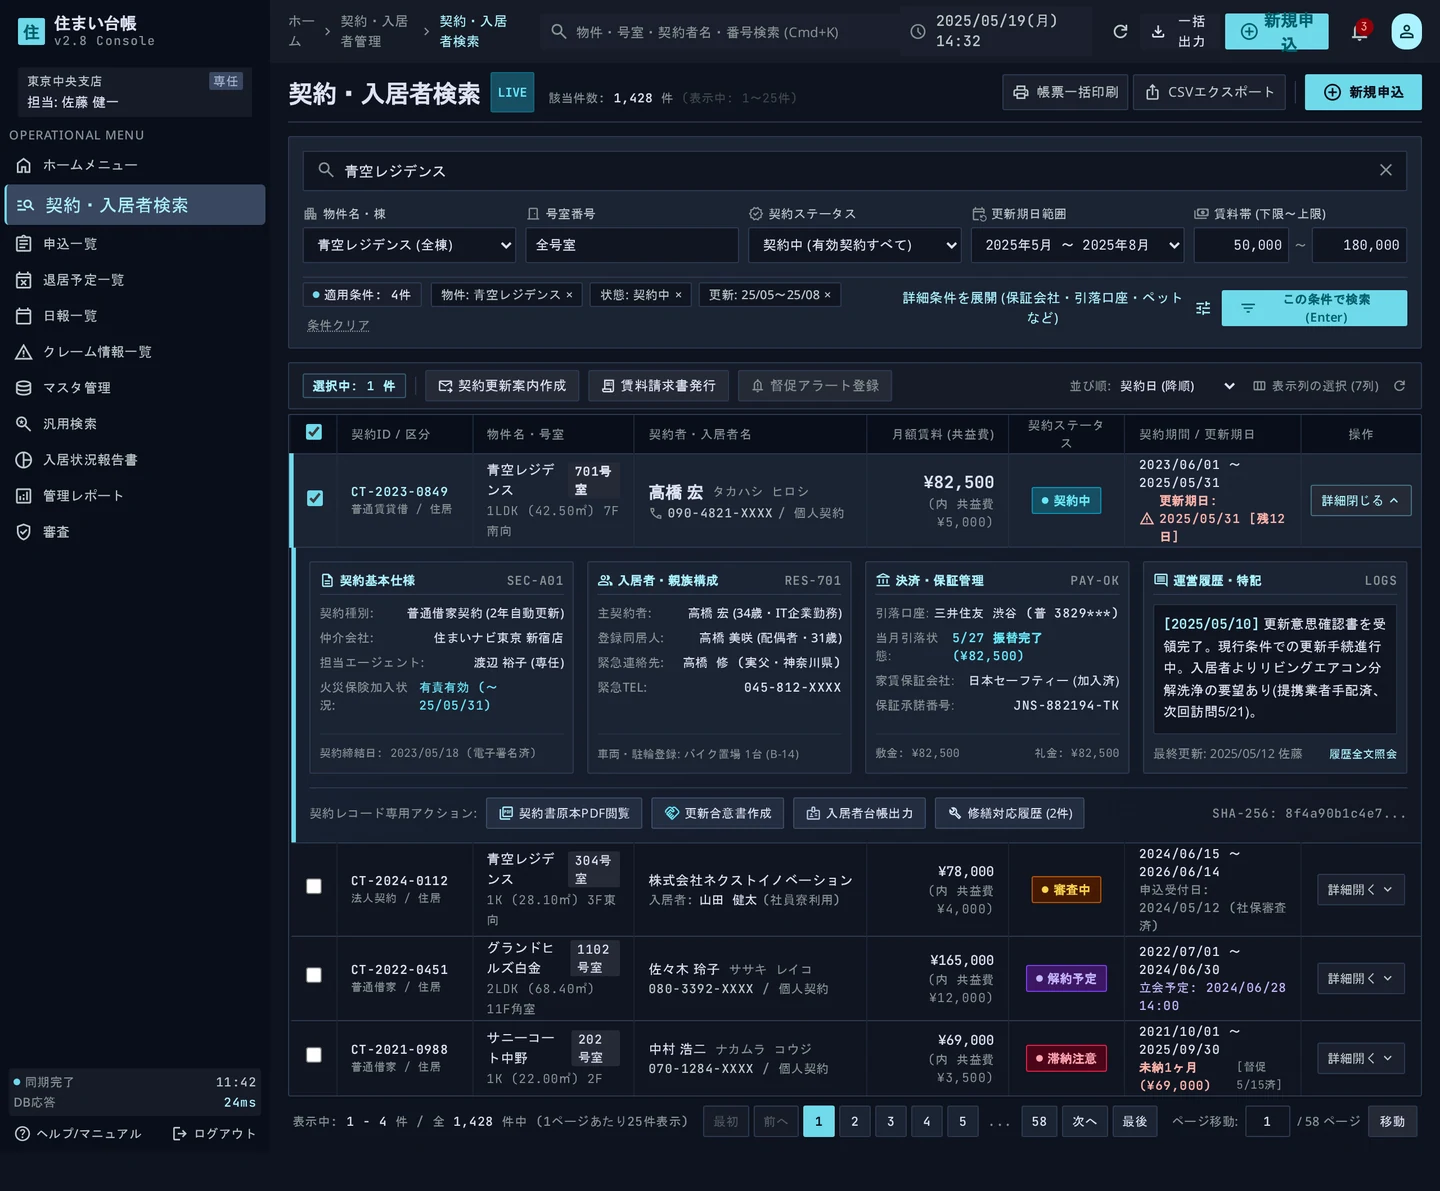 住
住まい台帳
v2.8 Console
東京中央支店
専任
担当: 佐藤 健一
OPERATIONAL MENU
ホームメニュー
契約・入居者検索
申込一覧
退居予定一覧
日報一覧
クレーム情報一覧
マスタ管理
汎用検索
入居状況報告書
管理レポート
審査
同期完了
11:42
DB応答
24ms
ヘルプ/マニュアル
ログアウト
ホー
ム
契約・入居
者管理
契約・入居
者検索
物件名・号室・契約者名・番号検索 (Cmd+K)
2025/05/19(月)
14:32
一括
出力
新規申
込
3
契約・入居者検索
LIVE
該当件数: 1,428 件 (表示中: 1〜25件)
帳票一括印刷
CSVエクスポート
新規申込
青空レジデンス
物件名・棟
号室番号
契約ステータス
更新期日範囲
賃料帯 (下限〜上限)
青空レジデンス (全棟)
全号室
契約中 (有効契約すべて)
2025年5月 〜 2025年8月
50,000
〜
180,000
適用条件: 4件
物件: 青空レジデンス ×
状態: 契約中 ×
更新: 25/05〜25/08 ×
条件クリア
詳細条件を展開 (保証会社・引落口座・ペット
など)
この条件で検索
(Enter)
選択中: 1 件
契約更新案内作成
賃料請求書発行
督促アラート登録
並び順: 契約日 (降順)
表示列の選択 (7列)
契約ID / 区分
物件名・号室
契約者・入居者名
月額賃料 (共益費)
契約ステータ
ス
契約期間 / 更新期日
操作
CT-2023-0849
普通賃貸借 / 住居
青空レジデ
ンス
701号
室
1LDK (42.50㎡) 7F
南向
高橋 宏 タカハシ ヒロシ
090-4821-XXXX / 個人契約
¥82,500
(内 共益費
¥5,000)
契約中
2023/06/01 〜
2025/05/31
更新期日:
2025/05/31 [残12
日]
詳細閉じる
契約基本仕様
SEC-A01
契約種別: 普通借家契約 (2年自動更新)
仲介会社: 住まいナビ東京 新宿店
担当エージェント: 渡辺 裕子 (専任)
火災保険加入状
況:
有責有効 (〜
25/05/31)
契約締結日: 2023/05/18 (電子署名済)
入居者・親族構成
RES-701
主契約者: 高橋 宏 (34歳・IT企業勤務)
登録同居人: 高橋 美咲 (配偶者・31歳)
緊急連絡先: 高橋 修 (実父・神奈川県)
緊急TEL: 045-812-XXXX
車両・駐輪登録: バイク置場 1台 (B-14)
決済・保証管理
PAY-OK
引落口座: 三井住友 渋谷 (普 3829***)
当月引落状
態:
5/27 振替完了
(¥82,500)
家賃保証会社: 日本セーフティー (加入済)
保証承諾番号: JNS-882194-TK
敷金: ¥82,500
礼金: ¥82,500
運営履歴・特記
LOGS
[2025/05/10] 更新意思確認書を受
領完了。現行条件での更新手続進行
中。入居者よりリビングエアコン分
解洗浄の要望あり(提携業者手配済、
次回訪問5/21)。
最終更新: 2025/05/12 佐藤
履歴全文照会
契約レコード専用アクション:
契約書原本PDF閲覧
更新合意書作成
入居者台帳出力
修繕対応履歴 (2件)
SHA-256: 8f4a90b1c4e7...
CT-2024-0112
法人契約 / 住居
青空レジデ
ンス
304号
室
1K (28.10㎡) 3F東
向
株式会社ネクストイノベーション
入居者: 山田 健太 (社員寮利用)
¥78,000
(内 共益費
¥4,000)
審査中
2024/06/15 〜
2026/06/14
申込受付日:
2024/05/12 (社保審査
済)
詳細開く
CT-2022-0451
普通借家 / 住居
グランドヒ
ルズ白金
1102
号室
2LDK (68.40㎡)
11F角室
佐々木 玲子 ササキ レイコ
080-3392-XXXX / 個人契約
¥165,000
(内 共益費
¥12,000)
解約予定
2022/07/01 〜
2024/06/30
立会予定: 2024/06/28
14:00
詳細開く
CT-2021-0988
普通借家 / 住居
サニーコー
ト中野
202
号室
1K (22.00㎡) 2F
中村 浩二 ナカムラ コウジ
070-1284-XXXX / 個人契約
¥69,000
(内 共益費
¥3,500)
滞納注意
2021/10/01 〜
2025/09/30
未納1ヶ月
(¥69,000)
[督促
5/15済]
詳細開く
表示中: 1 - 4 件 / 全 1,428 件中 (1ページあたり25件表示)
最初
前へ
1
2
3
4
5
...
58
次へ
最後
ページ移動:
1
/ 58 ページ
移動